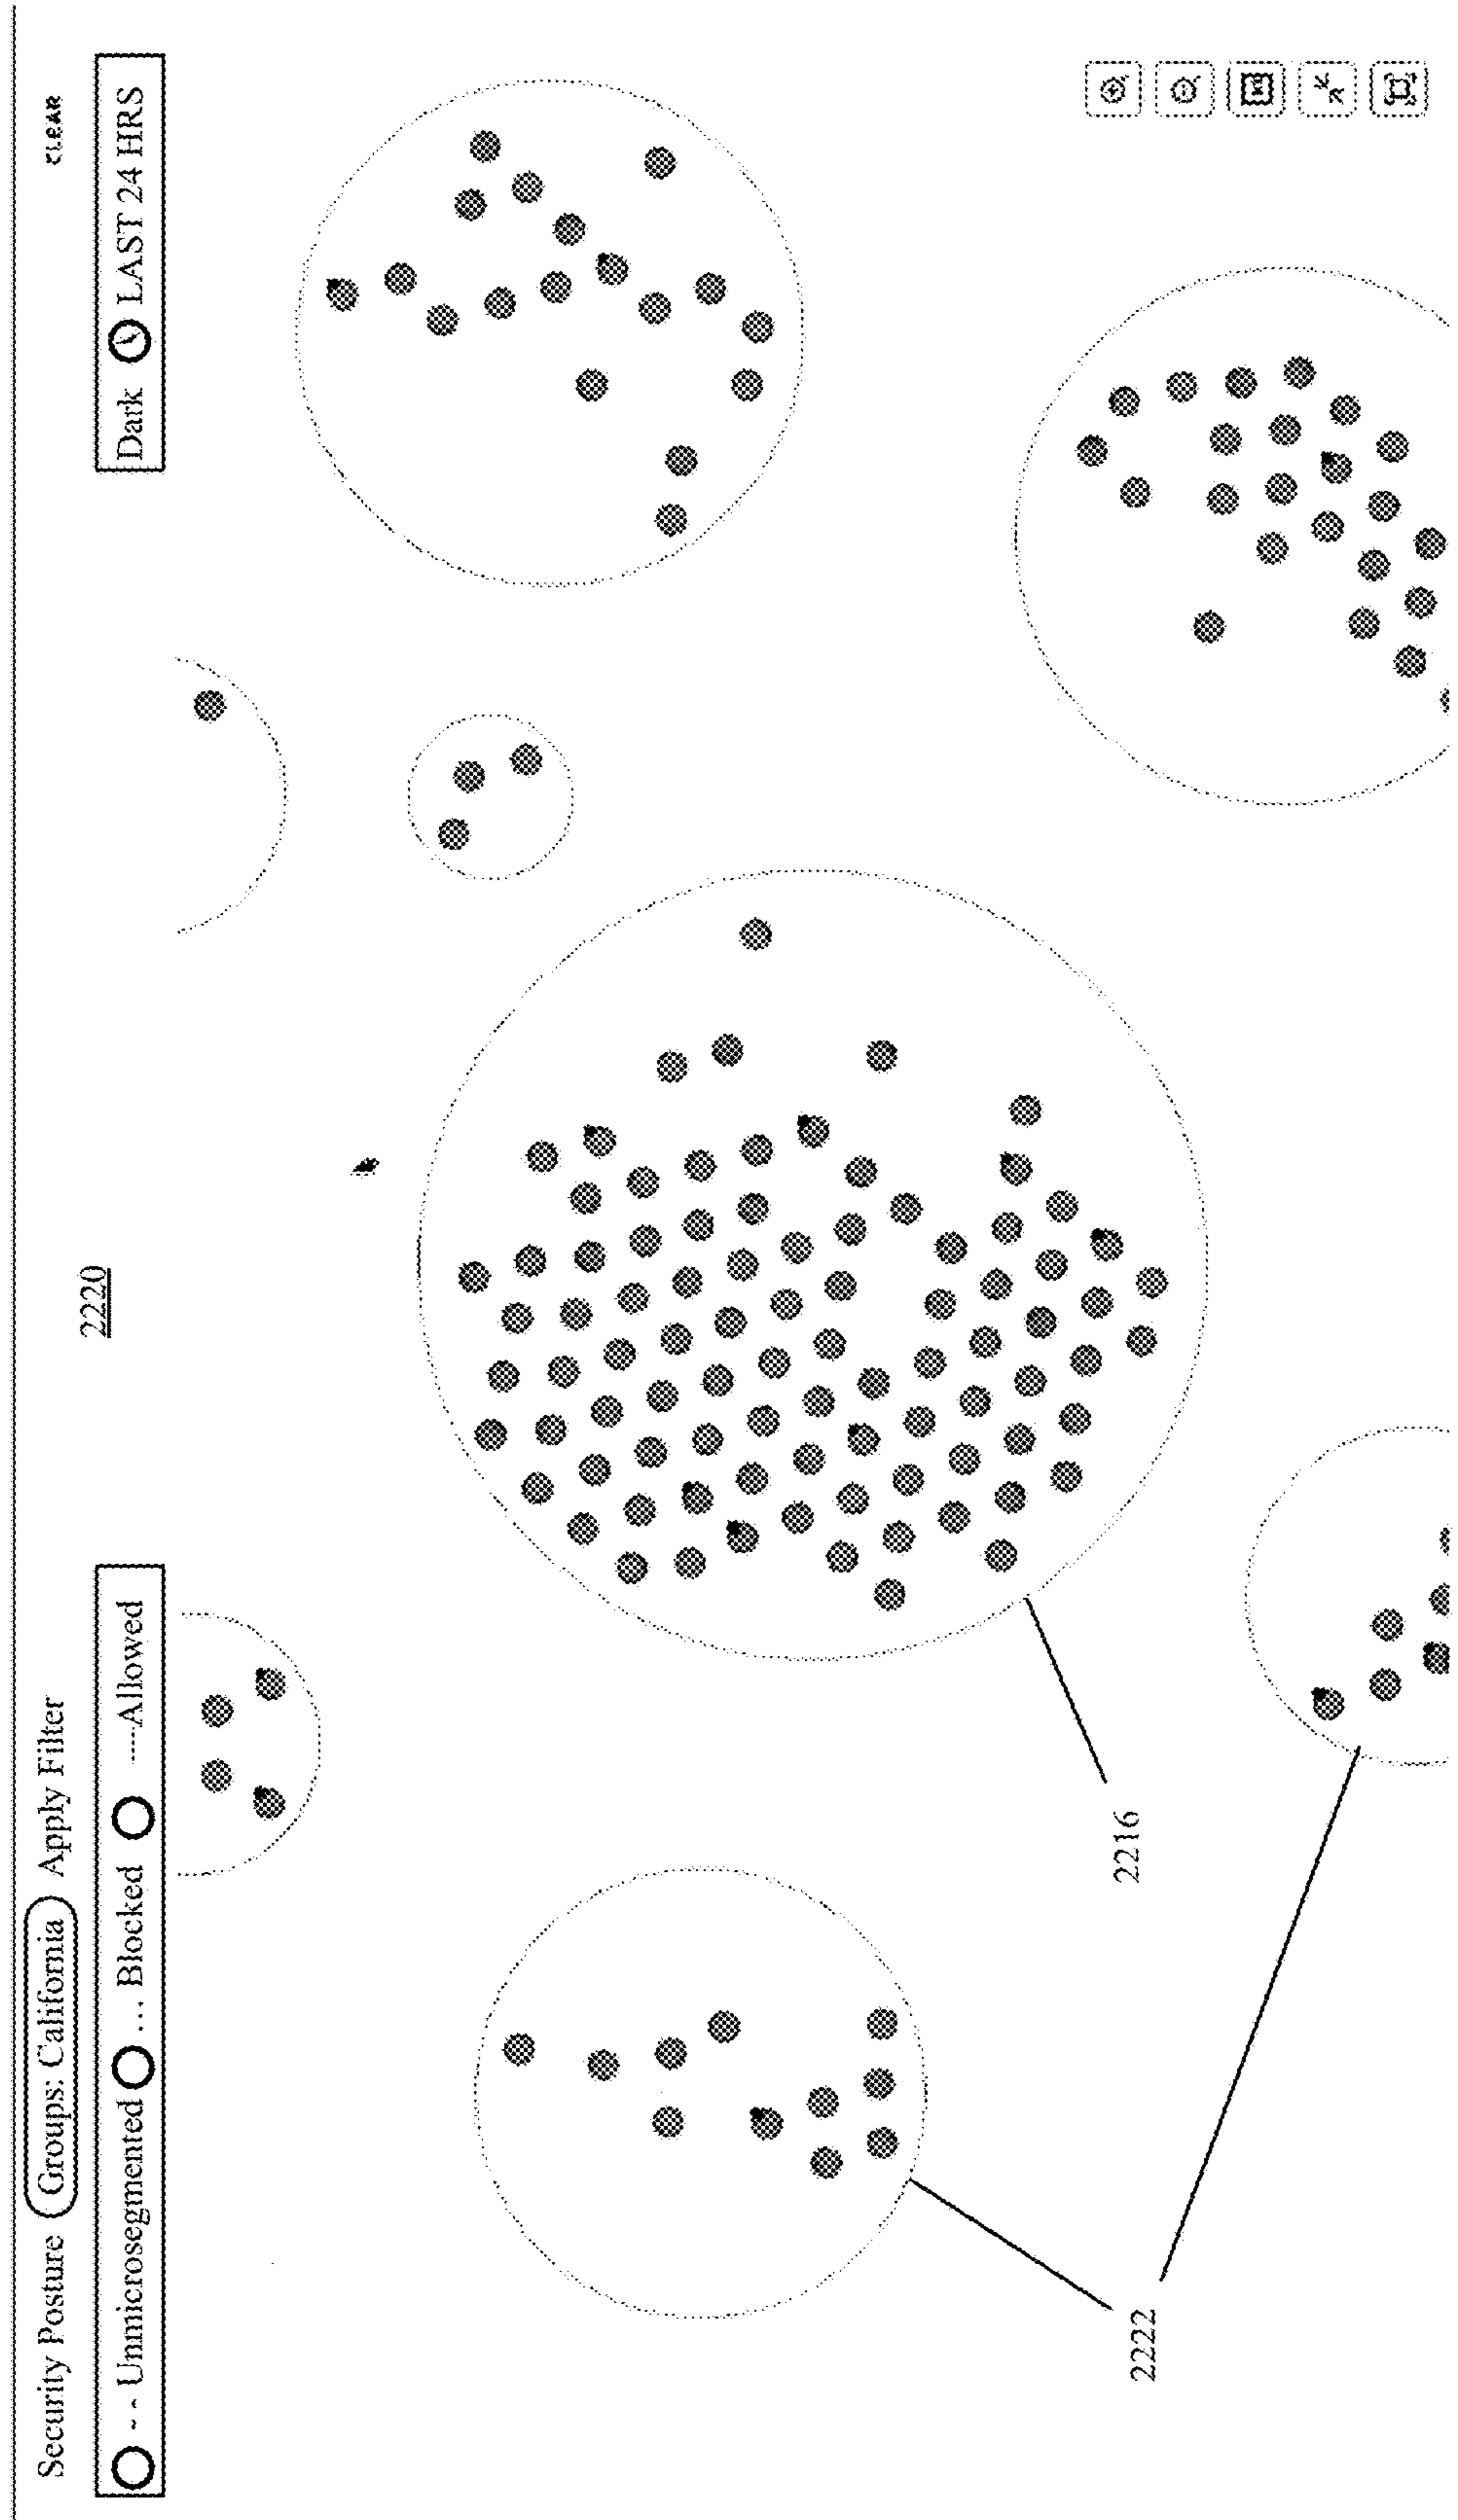 Security Posture Groups: California Apply Filter
CLEAR
- - Unmicrosegmented ... Blocked ----Allowed
Dark LAST 24 HRS
2220
2216
2222